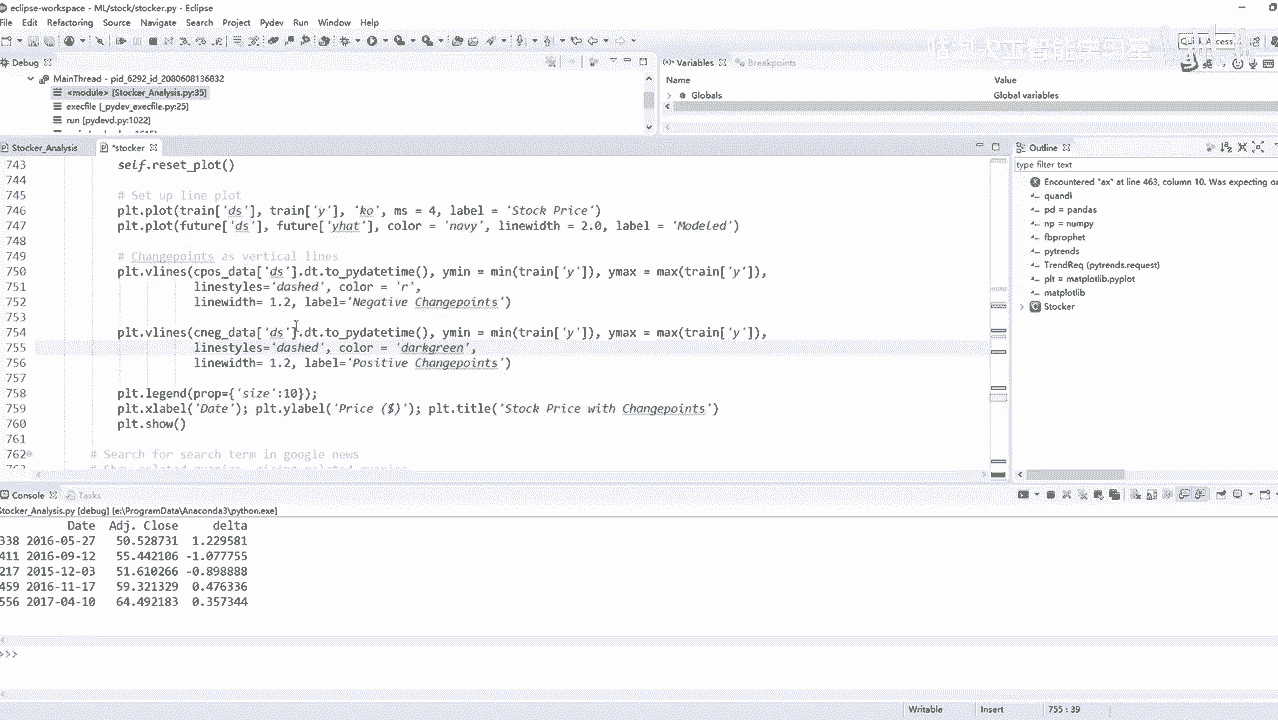 eclipse-workspace - ML/stock/stocker.py - Eclipse
File Edit Refactoring Source Navigate Search Project Pydev Run Window Help
Debug
MainThread - pid_6292_id_2080608136832
<module> [Stocker_Analysis.py:35]
execfile [_pydev_execfile.py:25]
run [pydevd.py:1022]
Variables Breakpoints
Name Value
Globals Global variables
Stocker_Analysis *stocker
743 self.reset_plot()
744
745 # Set up line plot
746 plt.plot(train['ds'], train['y'], 'ko', ms = 4, label = 'Stock Price')
747 plt.plot(future['ds'], future['yhat'], color = 'navy', linewidth = 2.0, label = 'Modeled')
748
749 # Changepoints as vertical lines
750 plt.vlines(cpos_data['ds'].dt.to_pydatetime(), ymin = min(train['y']), ymax = max(train['y']),
751 linestyles='dashed', color = 'r',
752 linewidth= 1.2, label='Negative Changepoints')
753
754 plt.vlines(cneg_data['ds'].dt.to_pydatetime(), ymin = min(train['y']), ymax = max(train['y']),
755 linestyles='dashed', color = 'darkgreen',
756 linewidth= 1.2, label='Positive Changepoints')
757
758 plt.legend(prop={'size':10});
759 plt.xlabel('Date'); plt.ylabel('Price ($)'); plt.title('Stock Price with Changepoints')
760 plt.show()
761
762 # Search for search term in google news
Outline
type filter text
Encountered "ax" at line 463, column 10. Was expecting
quandl
pd = pandas
np = numpy
fbprophet
pytrends
TrendReq (pytrends.request)
plt = matplotlib.pyplot
matplotlib
Stocker
Console Tasks
Stocker_Analysis.py [debug] [e:\ProgramData\Anaconda3\python.exe]
Date Adj. Close delta
338 2016-05-27 50.528731 1.229581
411 2016-09-12 55.442106 -1.077755
217 2015-12-03 51.610266 -0.898888
459 2016-11-17 59.321329 0.476336
556 2017-04-10 64.492183 0.357344
>>>
Writable Insert 755 : 39